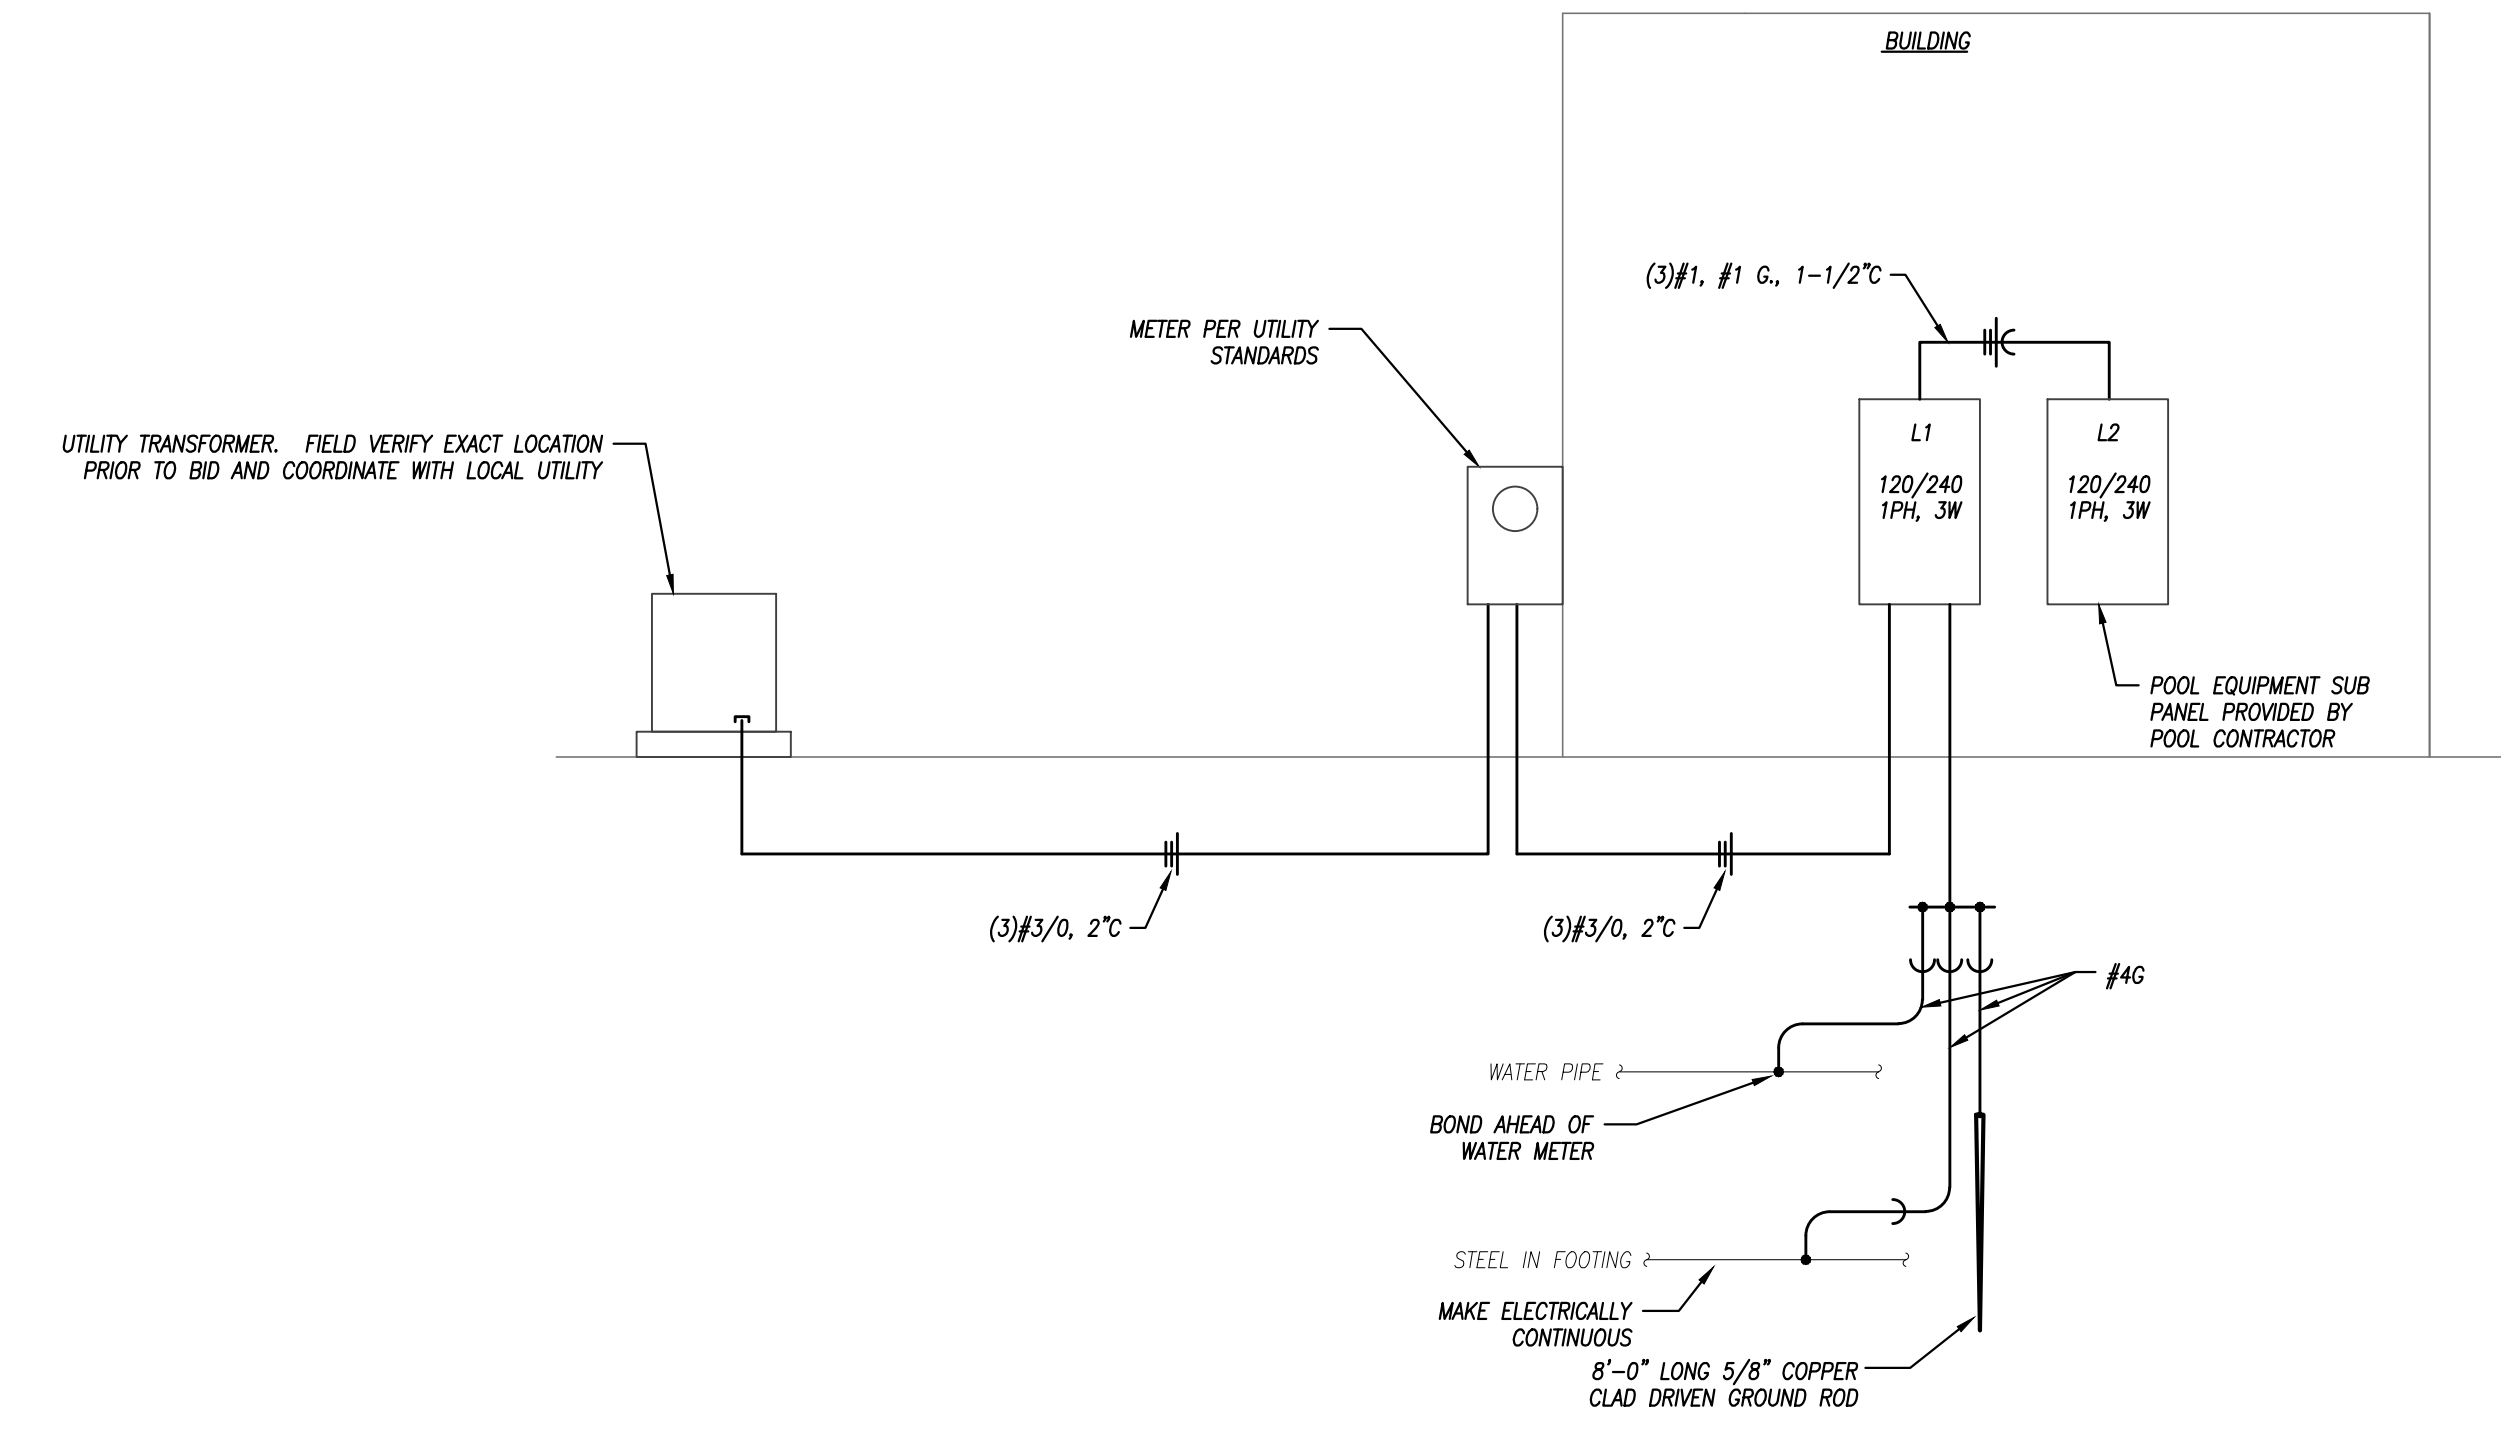 BUILDING
(3)#1, #1 G., 1-1/2"C
METER PER UTILITY
STANDARDS
UTILITY TRANSFORMER. FIELD VERIFY EXACT LOCATION
PRIOR TO BID AND COORDINATE WITH LOCAL UTILITY
L1
120/240
1PH, 3W
L2
120/240
1PH, 3W
POOL EQUIPMENT SUB
PANEL PROVIDED BY
POOL CONTRACTOR
(3)#3/0, 2"C
(3)#3/0, 2"C
#4G
WATER PIPE
BOND AHEAD OF
WATER METER
STEEL IN FOOTING
MAKE ELECTRICALLY
CONTINUOUS
8'-0" LONG 5/8" COPPER
CLAD DRIVEN GROUND ROD